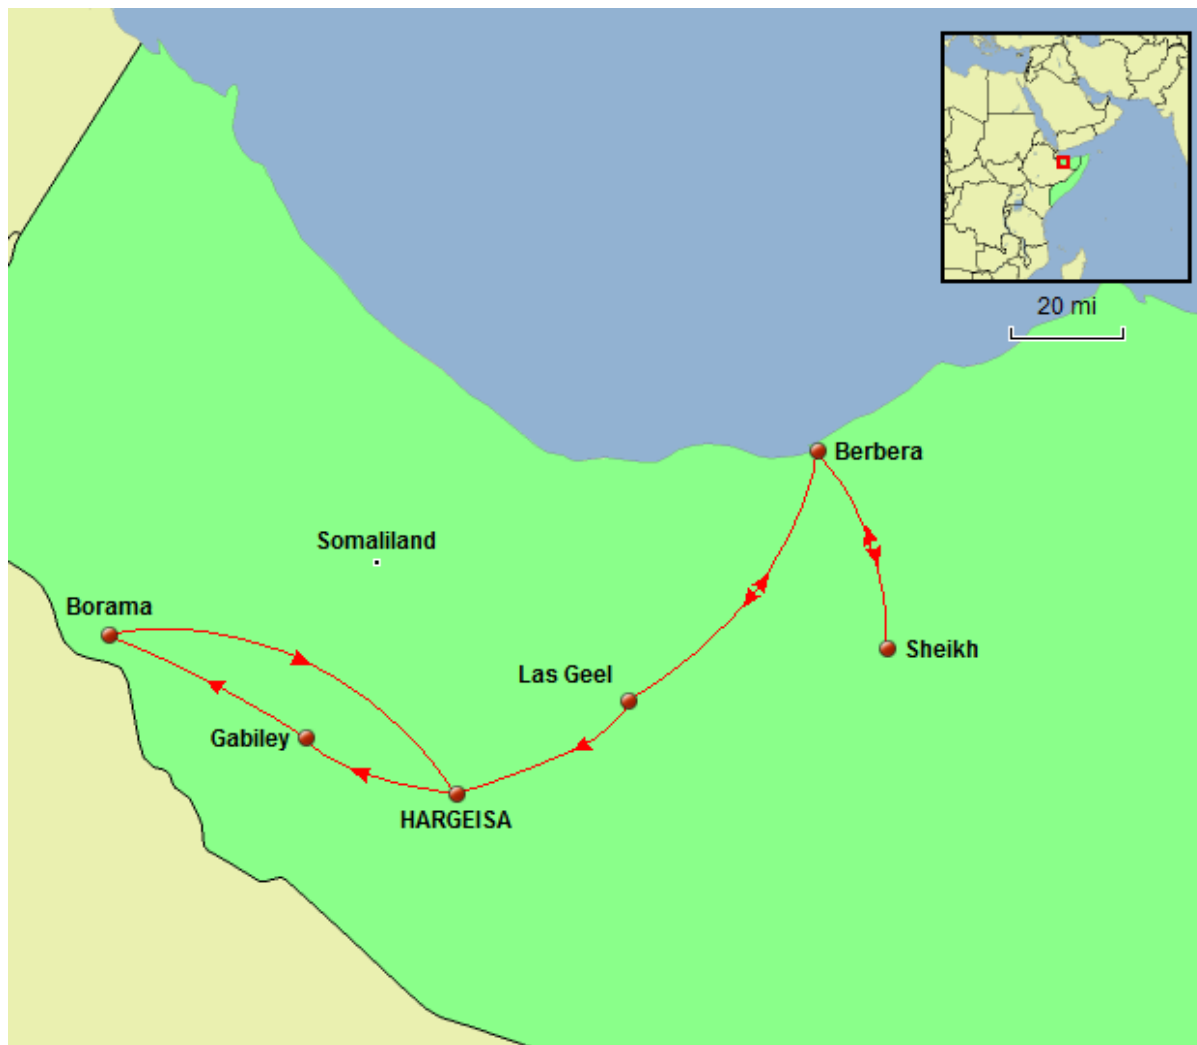 20 mi
Berbera
Somaliland
Borama
Sheikh
Las Geel
Gabiley
HARGEISA